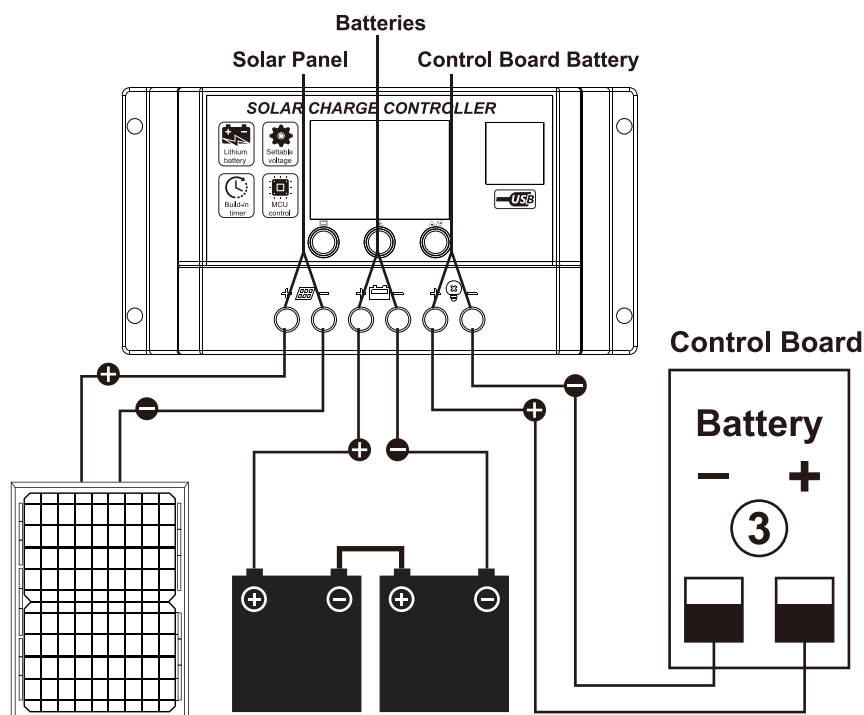 Batteries
Solar Panel
Control Board Battery
SOLAR CHARGE CONTROLLER
Lithium
battery
Settable
voltage
Build-in
timer
MCU
control
USB
+ −
+ −
+ −
+
−
+
−
−
+
Control Board
Battery
− +
3
+ − + −